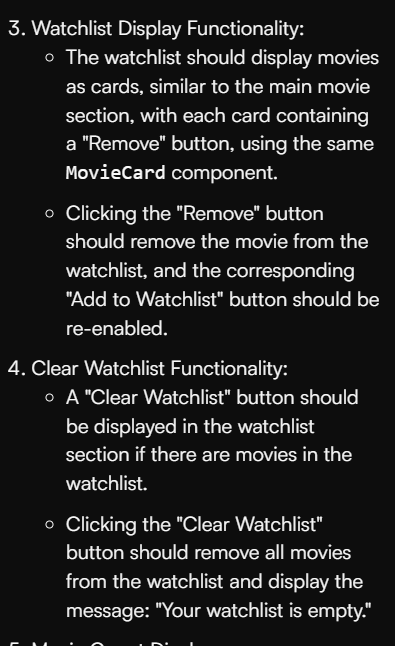 3. Watchlist Display Functionality:
The watchlist should display movies
as cards, similar to the main movie
section, with each card containing
a "Remove" button, using the same
MovieCard component.
Clicking the "Remove" button
should remove the movie from the
watchlist, and the corresponding
"Add to Watchlist" button should be
re-enabled.
4. Clear Watchlist Functionality:
A "Clear Watchlist" button should
be displayed in the watchlist
section if there are movies in the
watchlist.
Clicking the "Clear Watchlist"
button should remove all movies
from the watchlist and display the
message: "Your watchlist is empty."